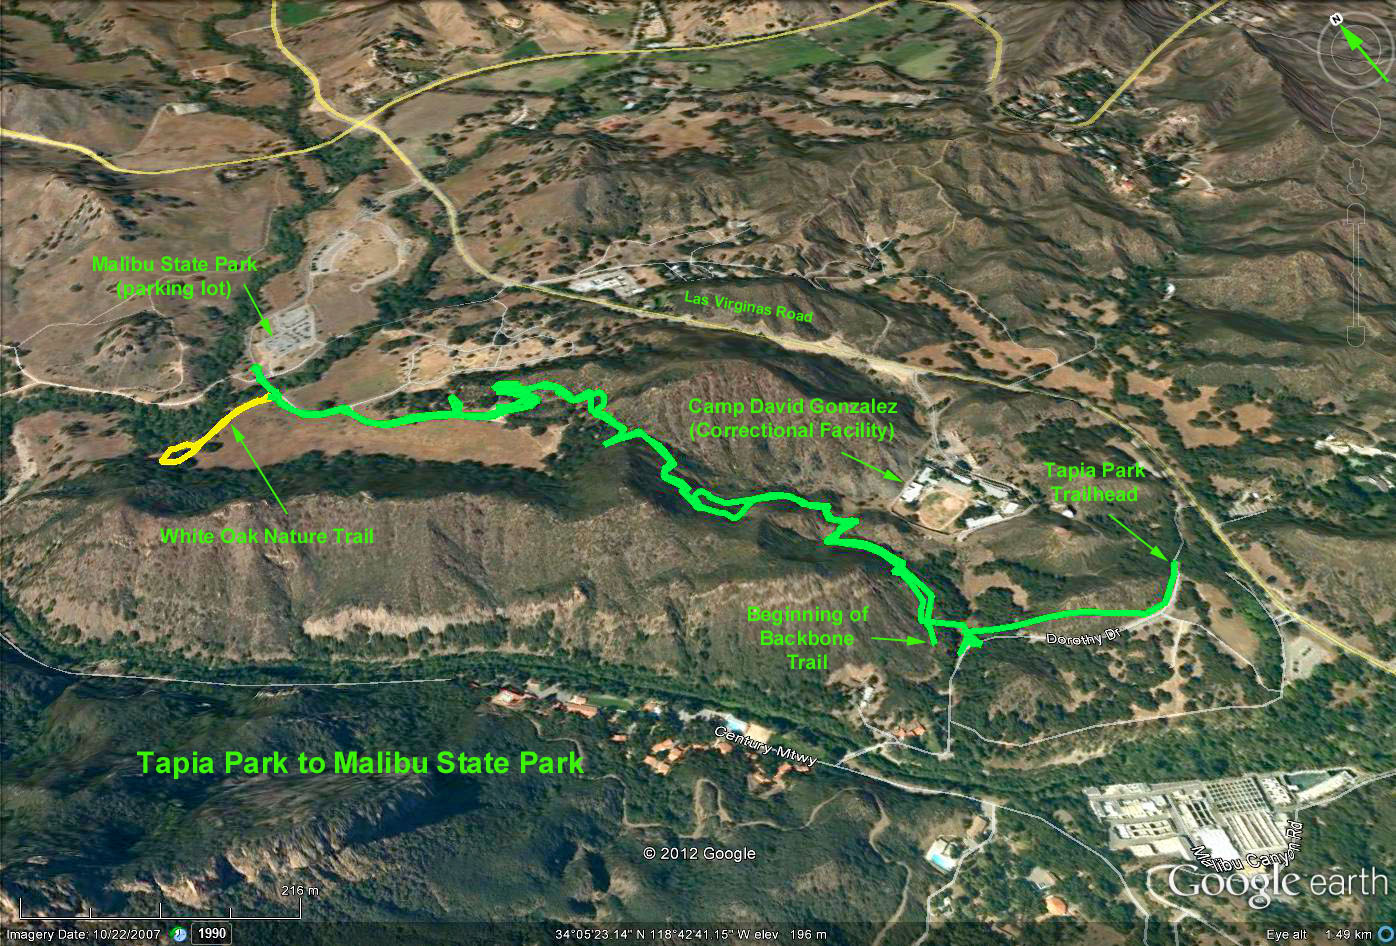 N
Malibu State Park
(parking lot)
Las Virginas Road
Camp David Gonzalez
(Correctional Facility)
Tapia Park
Trailhead
White Oak Nature Trail
Beginning of
Backbone
Trail
Dorothy Dr
Century Mtwy
Tapia Park to Malibu State Park
Malibu Canyon Rd
© 2012 Google
Google earth
216 m
Imagery Date: 10/22/2007
1990
34°05'23.14" N 118°42'41.15" W elev 196 m
Eye alt 1.49 km